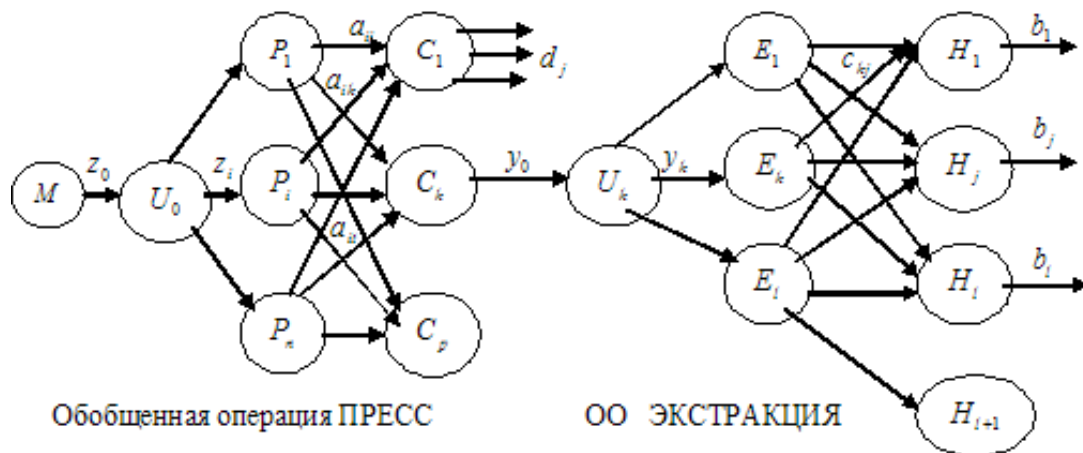 P₁ aᵢⱼ C₁ dⱼ E₁ cₖⱼ H₁ b₁
aᵢₖ
M z₀ U₀ zᵢ Pᵢ Cₖ y₀ Uₖ yₖ Eₖ Hⱼ bⱼ
Pₙ Cₚ Eₗ Hₗ bₗ
Обобщенная операция ПРЕСС
ОО ЭКСТРАКЦИЯ
Hₗ₊₁